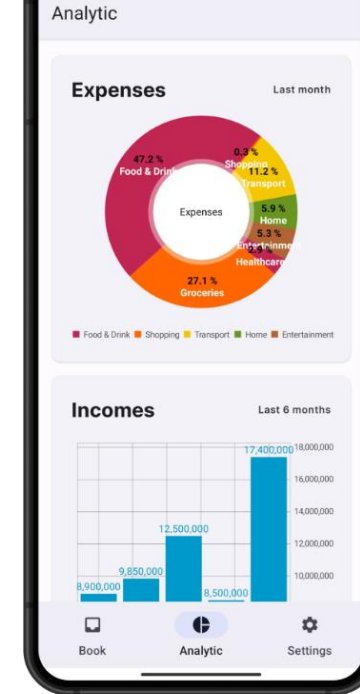 Analytic
Expenses
Last month
0.3 %
Shopping
47.2 %
Food & Drink
11.2 %
Transport
Expenses
5.9 %
Home
5.3 %
Entertainment
Healthcare
27.1 %
Groceries
Food & Drink Shopping Transport Home Entertainment
Incomes
Last 6 months
17,400,000
18,000,000
16,000,000
14,000,000
12,500,000
12,000,000
9,850,000
10,000,000
8,900,000
8,500,000
Book
Analytic
Settings